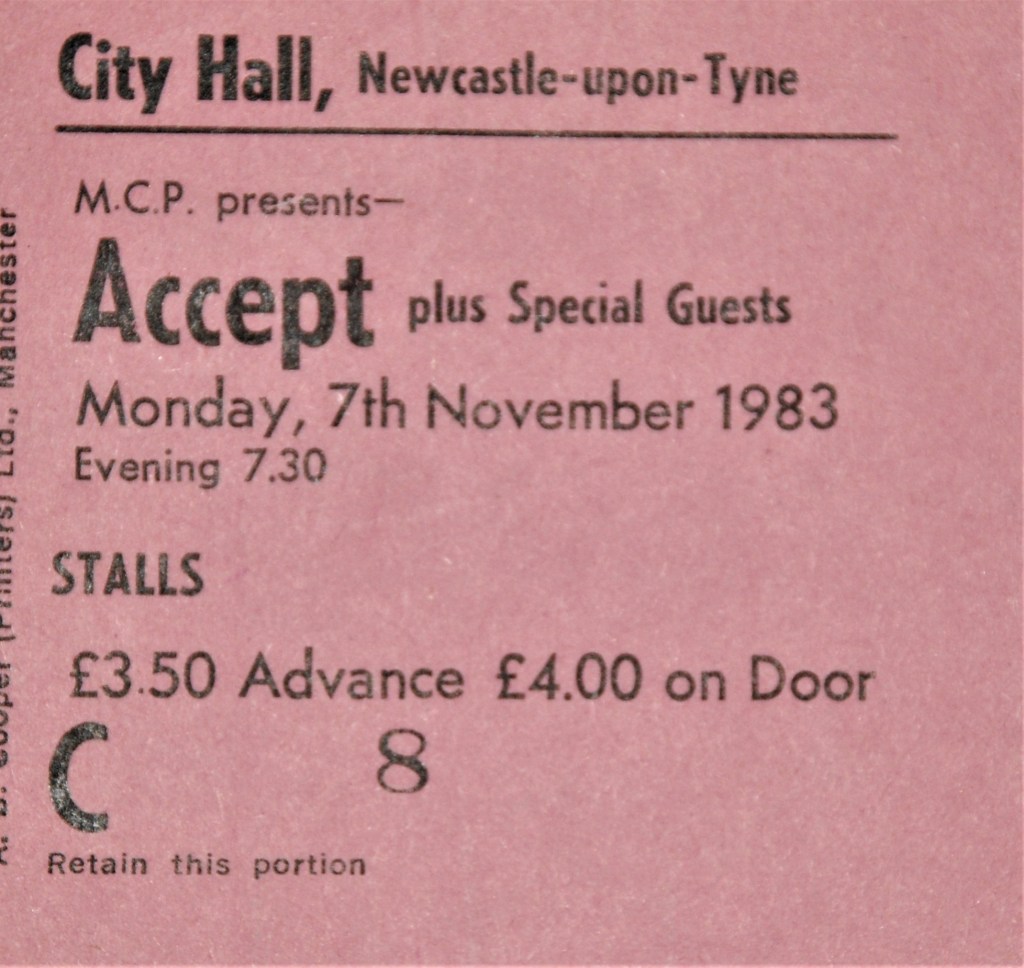 City Hall, Newcastle-upon-Tyne
M.C.P. presents—
Accept plus Special Guests
Monday, 7th November 1983
Evening 7.30
STALLS
£3.50 Advance £4.00 on Door
C 8
Retain this portion
A. B. Cooper (Printers) Ltd., Manchester